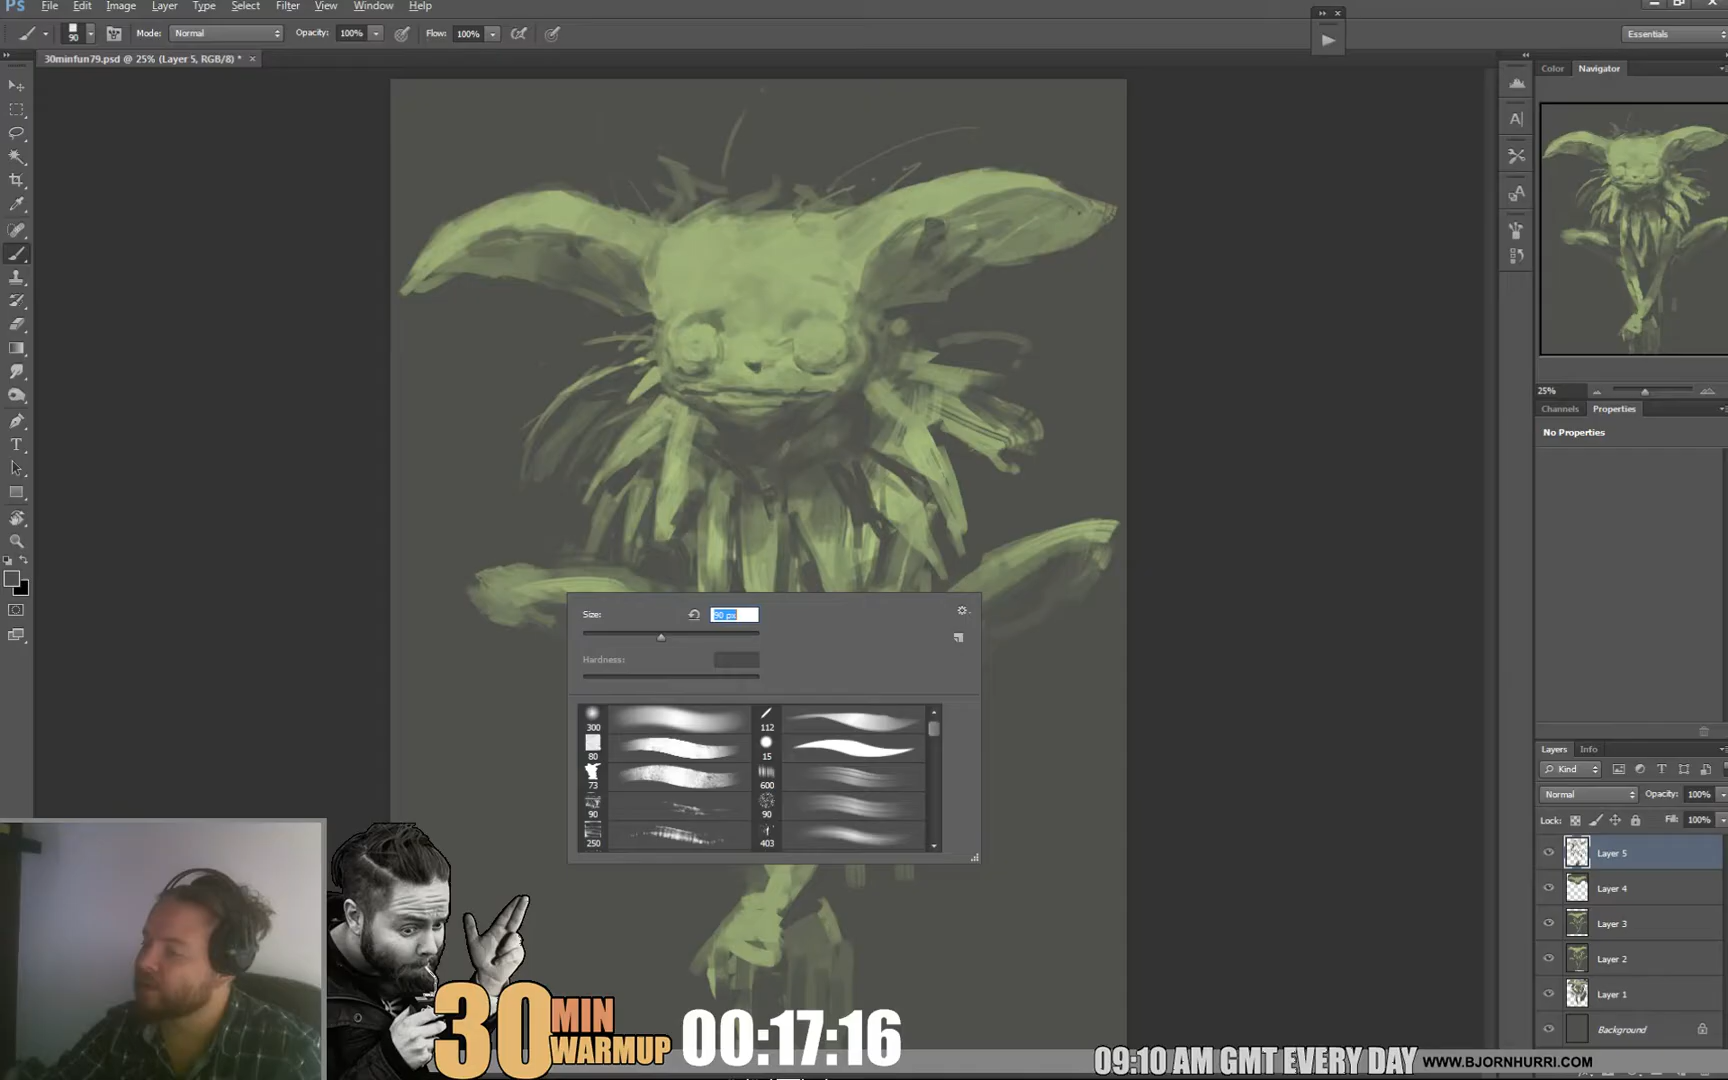 Ps File Edit Image Layer Type Select Filter View Window Help
90 Mode: Normal Opacity: 100% Flow: 100% Essentials
30minfun79.psd @ 25% (Layer 5, RGB/8) *
Color Navigator
25%
Channels Properties
No Properties
Size: 90 px
Hardness:
300 112
80 15
73 600
90 90
250 403
Layers Info
Kind
Normal Opacity: 100%
Lock: Fill: 100%
Layer 5
Layer 4
Layer 3
Layer 2
Layer 1
Background
30 MIN WARMUP
00:17:16
09:10 AM GMT EVERY DAY WWW.BJORNHURRI.COM